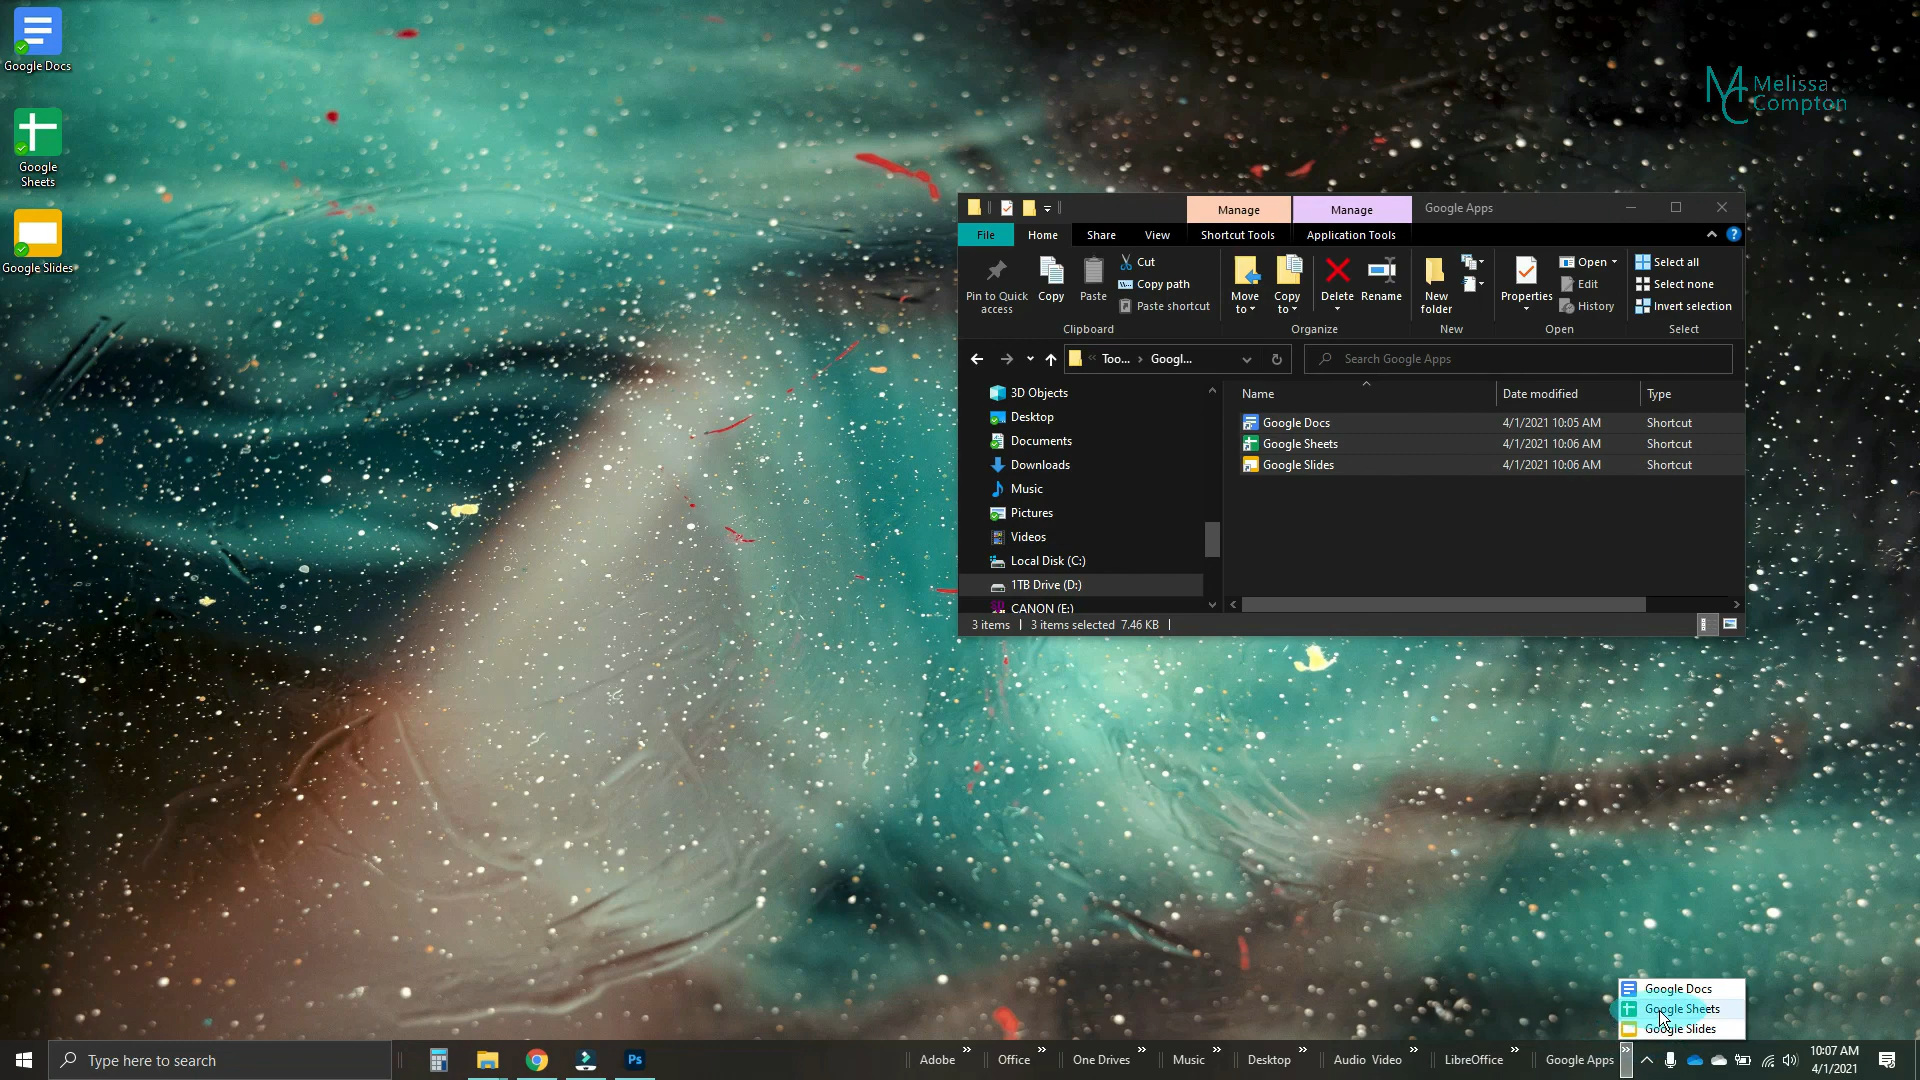 Google Docs
Google
Sheets
Google Slides
Melissa
Compton
Manage
Manage
Google Apps
File
Home
Share
View
Shortcut Tools
Application Tools
Pin to Quick
access
Copy
Paste
Cut
Copy path
Paste shortcut
Move
to
Copy
to
Delete
Rename
New
folder
Properties
Open
Edit
History
Select all
Select none
Invert selection
Clipboard
Organize
New
Open
Select
« Too... › Googl...
Search Google Apps
Name
Date modified
Type
3D Objects
Desktop
Documents
Downloads
Music
Pictures
Videos
Local Disk (C:)
1TB Drive (D:)
CANON (E:)
Google Docs 4/1/2021 10:05 AM Shortcut
Google Sheets 4/1/2021 10:06 AM Shortcut
Google Slides 4/1/2021 10:06 AM Shortcut
3 items
3 items selected 7.46 KB
Google Docs
Google Sheets
Google Slides
Type here to search
Ps
Adobe »
Office »
One Drives »
Music »
Desktop »
Audio Video »
LibreOffice »
Google Apps »
10:07 AM
4/1/2021